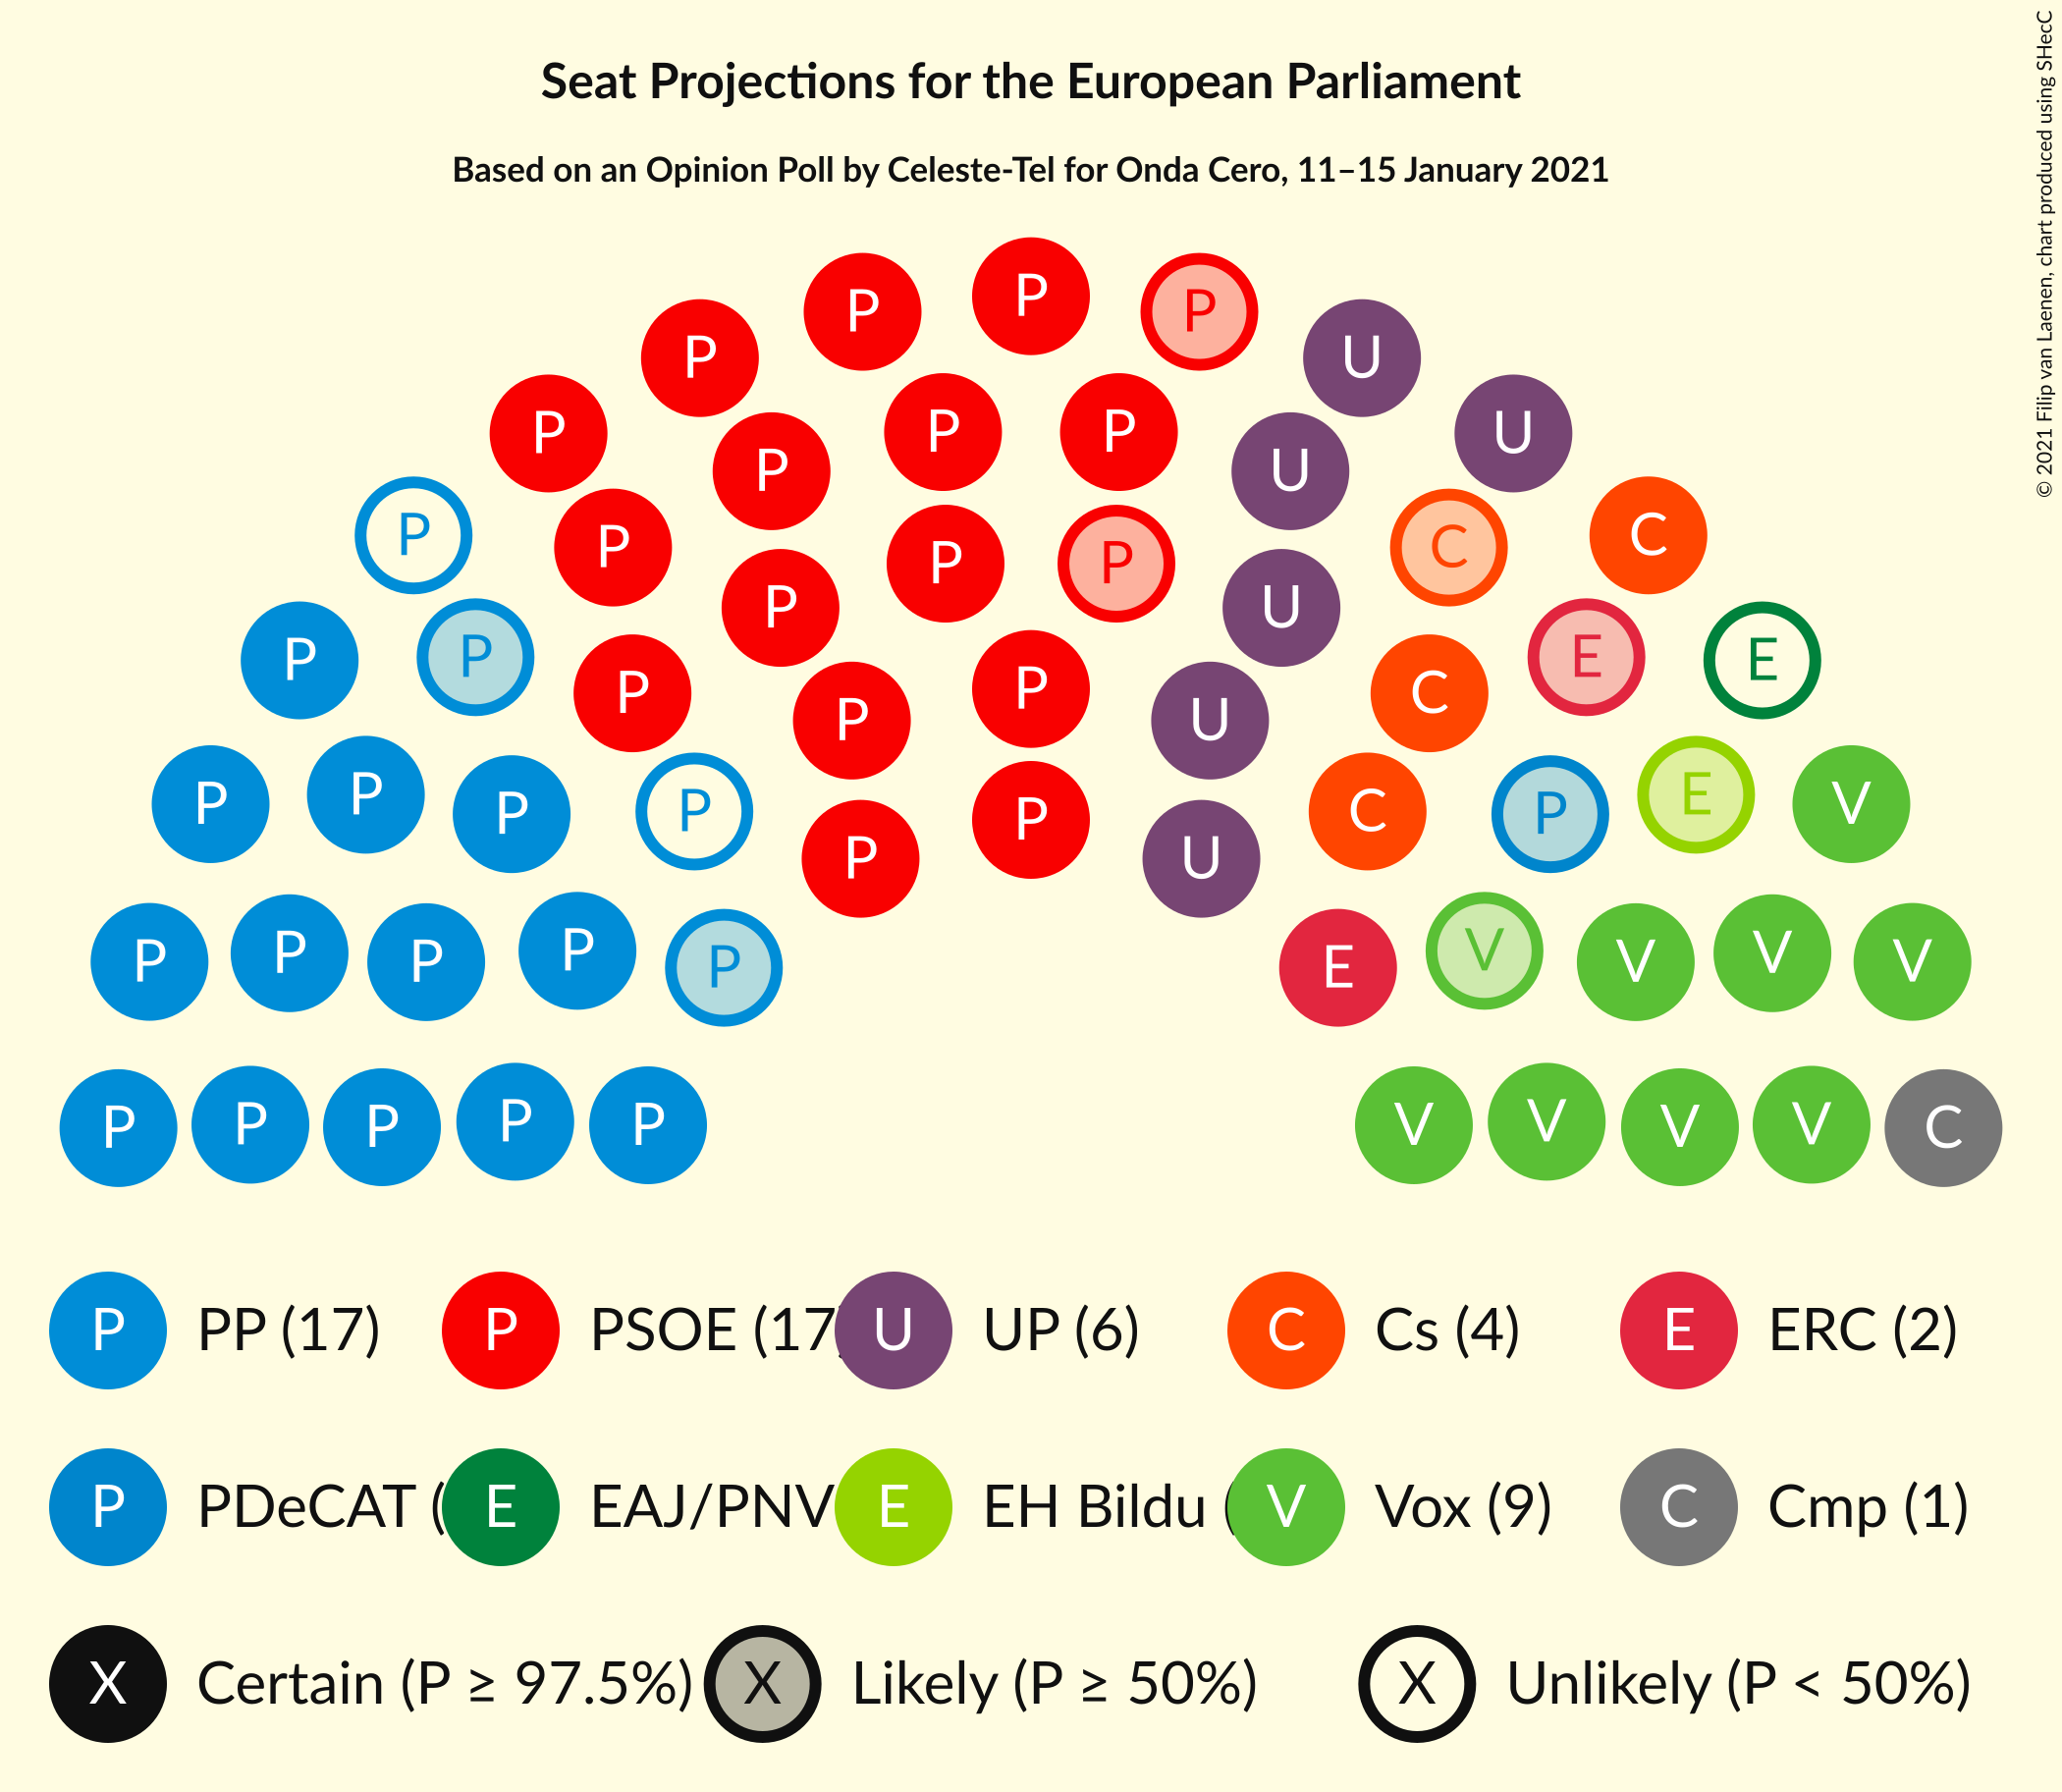 Seat Projections for the European Parliament
Based on an Opinion Poll by Celeste-Tel for Onda Cero, 11–15 January 2021
© 2021 Filip van Laenen, chart produced using SHecC
P P P P U
P P U
P P P U
P P C C
P P P P U
P P P E E
P P P U C
P P P P P C P E V
P P U
P P P P P E V V V V
P P P P P V V V V C
P PP (17) P PSOE (17 U UP (6) C Cs (4) E ERC (2)
P PDeCAT ( E EAJ/PNV E EH Bildu ( V Vox (9) C Cmp (1)
X Certain (P ≥ 97.5%) X Likely (P ≥ 50%) X Unlikely (P < 50%)